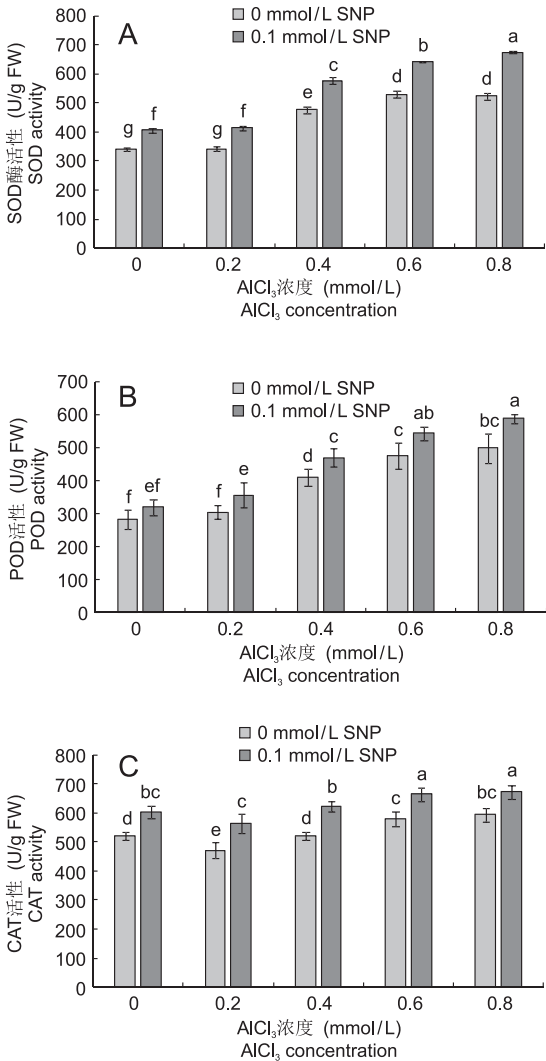 A
0 mmol/L SNP
0.1 mmol/L SNP
SOD酶活性 (U/g FW)
SOD activity
800
700
600
500
400
300
200
100
0
g f g f e c d b d a
0 0.2 0.4 0.6 0.8
AlCl₃浓度 (mmol/L)
AlCl₃ concentration
B
0 mmol/L SNP
0.1 mmol/L SNP
POD活性 (U/g FW)
POD activity
700
600
500
400
300
200
100
0
f ef f e d c c ab bc a
0 0.2 0.4 0.6 0.8
AlCl₃浓度 (mmol/L)
AlCl₃ concentration
C
0 mmol/L SNP
0.1 mmol/L SNP
CAT活性 (U/g FW)
CAT activity
800
700
600
500
400
300
200
100
0
d bc e c d b c a bc a
0 0.2 0.4 0.6 0.8
AlCl₃浓度 (mmol/L)
AlCl₃ concentration